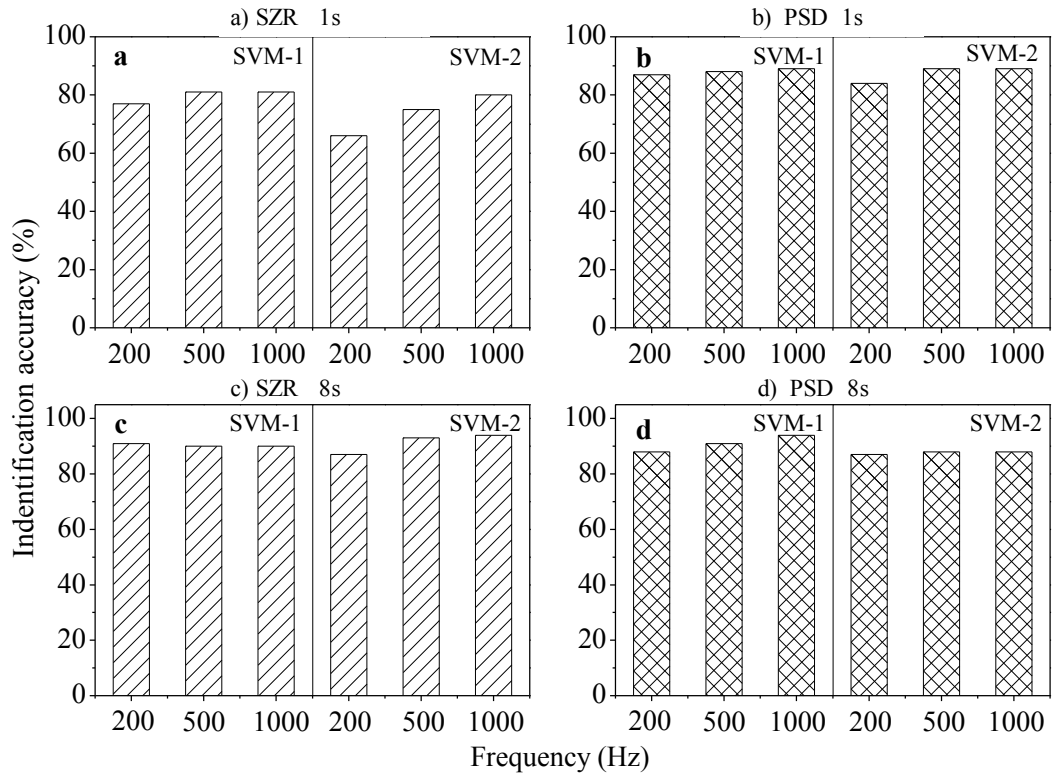 a) SZR 1s
b) PSD 1s
100
80
60
40
20
0
a
SVM-1
SVM-2
200 500 1000 200 500 1000
100
80
60
40
20
0
b
SVM-1
SVM-2
200 500 1000 200 500 1000
c) SZR 8s
d) PSD 8s
100
80
60
40
20
0
c
SVM-1
SVM-2
200 500 1000 200 500 1000
100
80
60
40
20
0
d
SVM-1
SVM-2
200 500 1000 200 500 1000
Indentification accuracy (%)
Frequency (Hz)